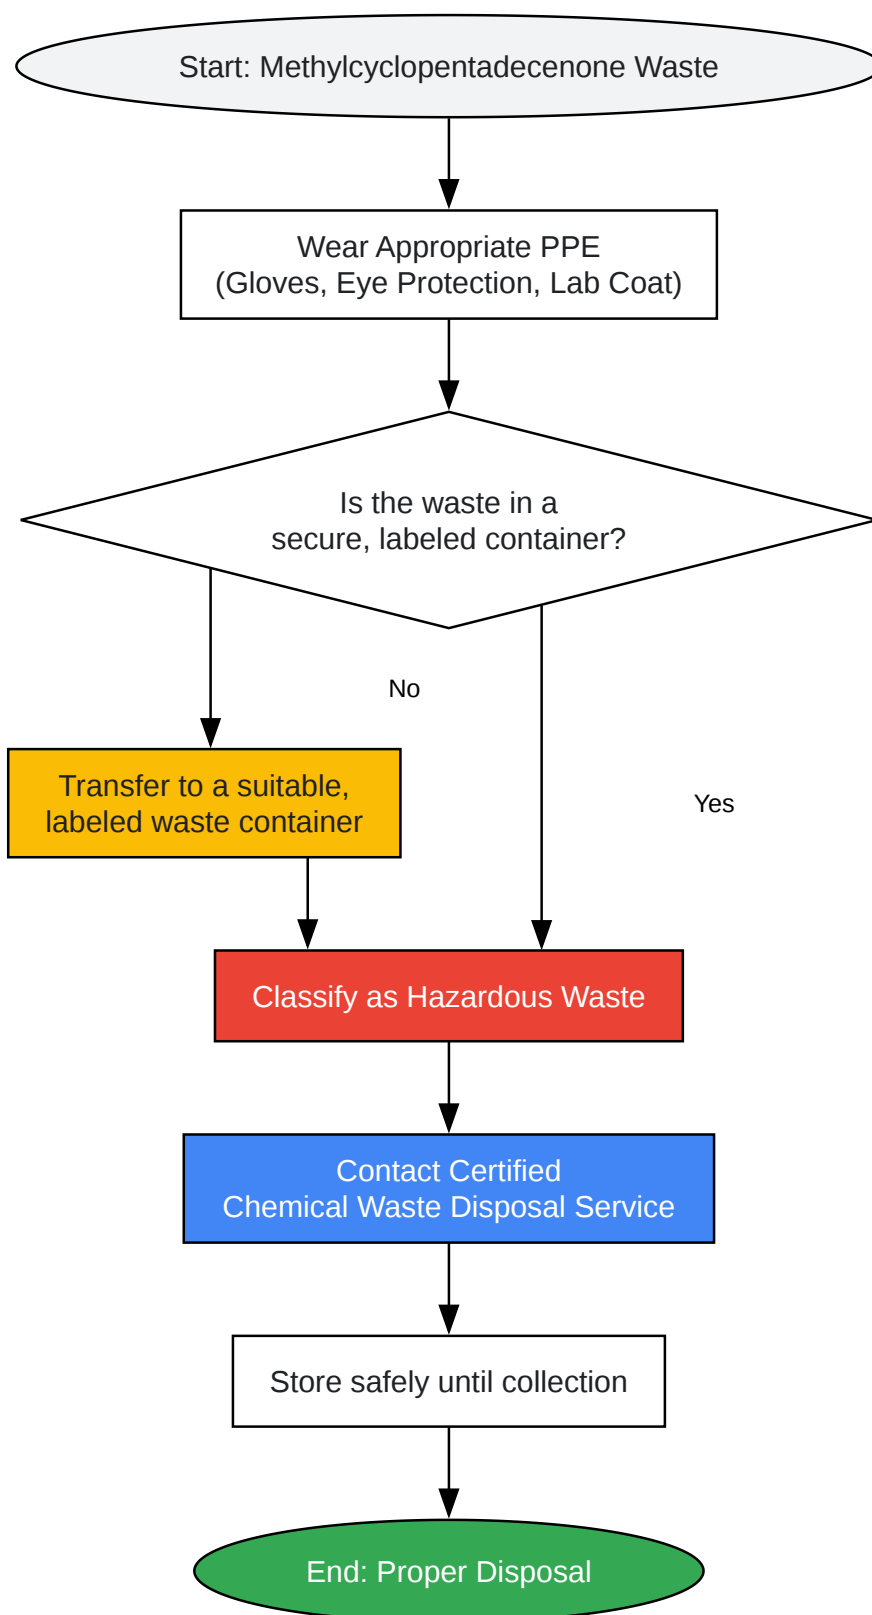 Start: Methylcyclopentadecenone Waste
Wear Appropriate PPE
(Gloves, Eye Protection, Lab Coat)
Is the waste in a
secure, labeled container?
No
Transfer to a suitable,
labeled waste container
Yes
Classify as Hazardous Waste
Contact Certified
Chemical Waste Disposal Service
Store safely until collection
End: Proper Disposal